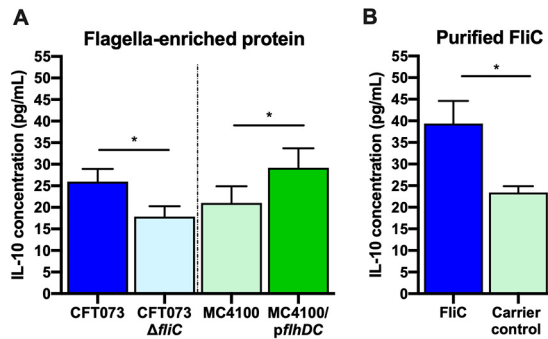 A
Flagella-enriched protein
IL-10 concentration (pg/mL)
55
50
45
40
35
30
25
20
15
10
5
0
*
*
CFT073
CFT073
ΔfliC
MC4100
MC4100/
pflhDC
B
Purified FliC
IL-10 concentration (pg/mL)
55
50
45
40
35
30
25
20
15
10
5
0
*
FliC
Carrier
control